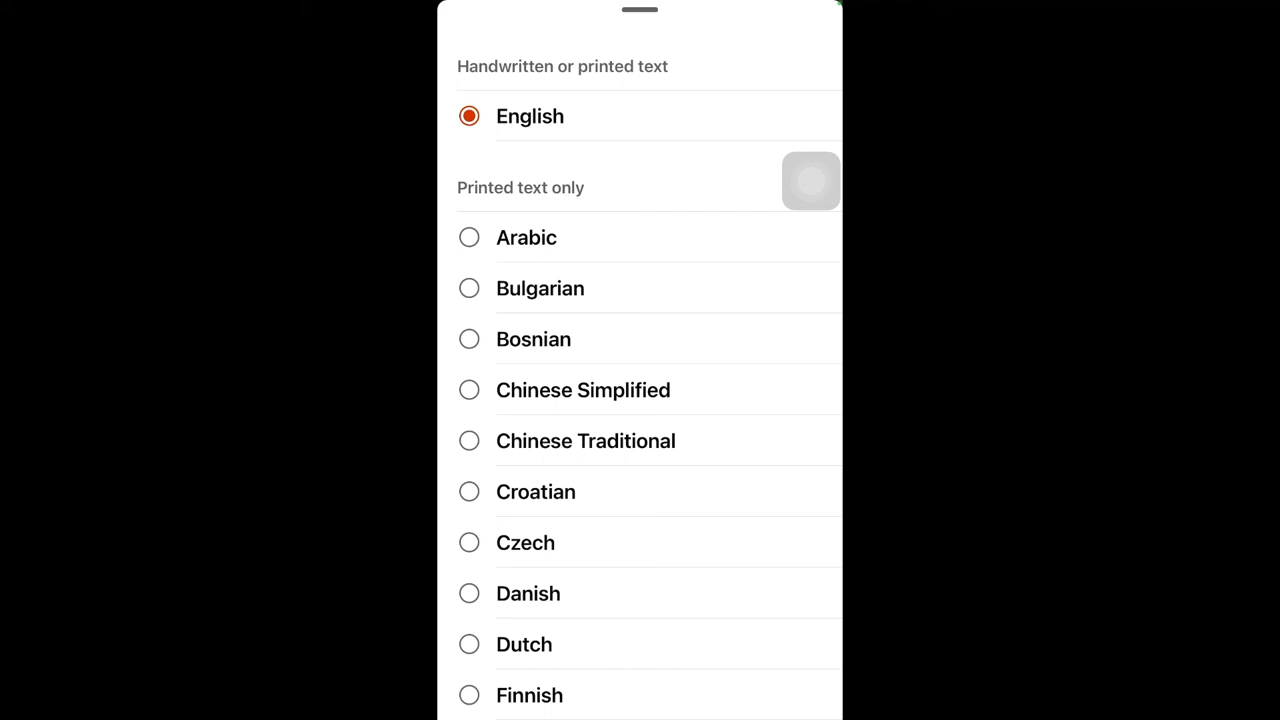 Handwritten or printed text
English
Printed text only
Arabic
Bulgarian
Bosnian
Chinese Simplified
Chinese Traditional
Croatian
Czech
Danish
Dutch
Finnish